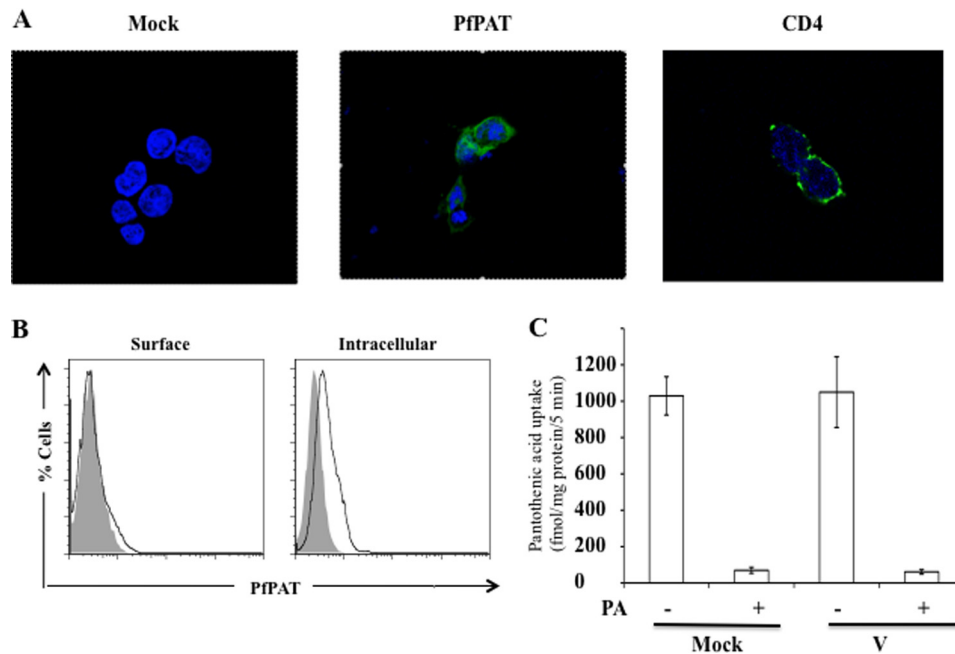 A
Mock
PfPAT
CD4
B
Surface
Intracellular
% Cells
PfPAT
C
Pantothenic acid uptake
(fmol/mg protein/5 min)
1200
1000
800
600
400
200
0
PA - + - +
Mock V